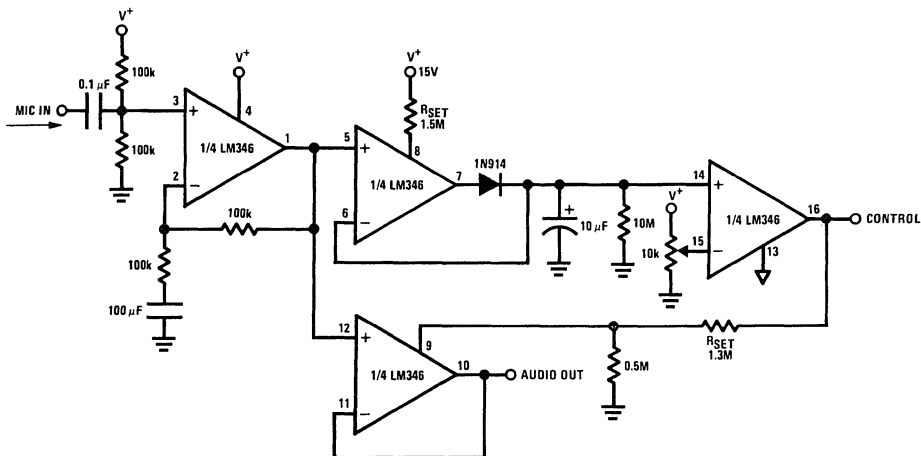 V+
100k
0.1 μF
MIC IN
100k
3
+
V+
4
1/4 LM346
1
2
−
100k
100k
100 μF
V+
15V
RSET
1.5M
8
5
+
1/4 LM346
7
6
−
1N914
+
10 μF
10M
14
+
V+
10k
15
−
1/4 LM346
16
13
CONTROL
12
+
9
1/4 LM346
10
11
−
AUDIO OUT
0.5M
RSET
1.3M